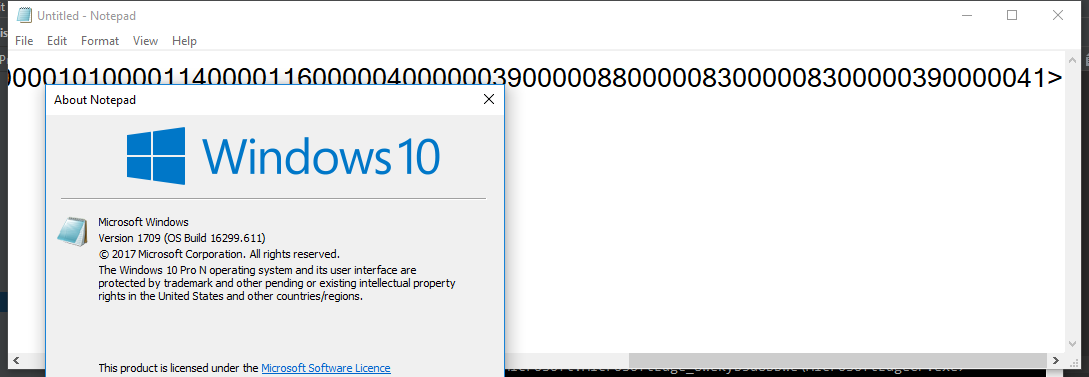 Untitled - Notepad
File Edit Format View Help
0000101000011400001160000040000003900000880000083000008300000390000041>
About Notepad
Windows 10
Microsoft Windows
Version 1709 (OS Build 16299.611)
© 2017 Microsoft Corporation. All rights reserved.
The Windows 10 Pro N operating system and its user interface are
protected by trademark and other pending or existing intellectual property
rights in the United States and other countries/regions.
This product is licensed under the Microsoft Software Licence